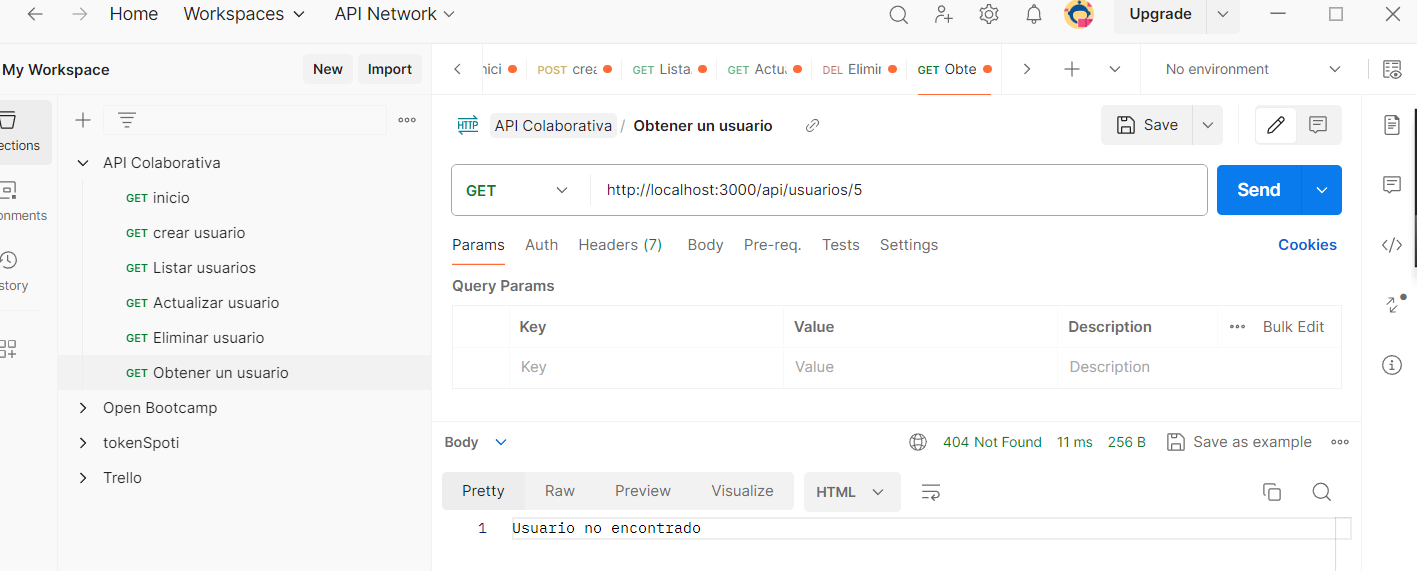 Home Workspaces API Network Upgrade
My Workspace New Import
nici POST crea GET Lista GET Actu DEL Elimin GET Obte No environment
API Colaborativa / Obtener un usuario Save
ections
onments
story
API Colaborativa
GET inicio
GET crear usuario
GET Listar usuarios
GET Actualizar usuario
GET Eliminar usuario
GET Obtener un usuario
Open Bootcamp
tokenSpoti
Trello
HTTP
GET http://localhost:3000/api/usuarios/5 Send
Params Auth Headers (7) Body Pre-req. Tests Settings Cookies
Query Params
Key Value Description Bulk Edit
Key Value Description
Body 404 Not Found 11 ms 256 B Save as example
Pretty Raw Preview Visualize HTML
1 Usuario no encontrado